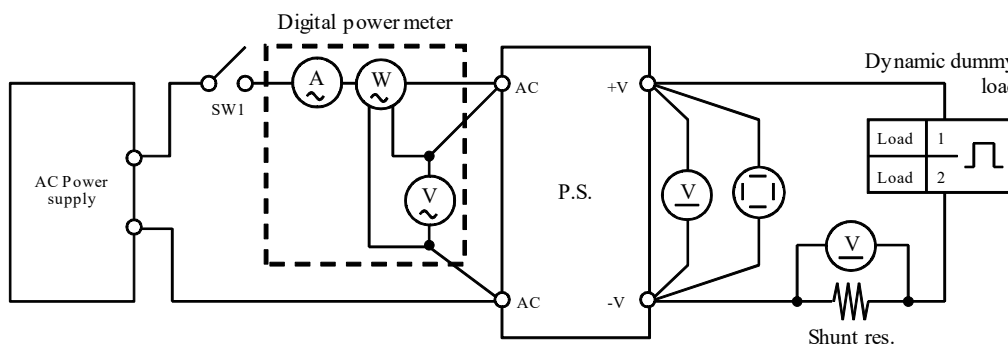 Digital power meter
A
W
SW1
V
AC Power
supply
AC
AC
P.S.
+V
-V
V
V
Shunt res.
Dynamic dummy
load
Load 1
Load 2